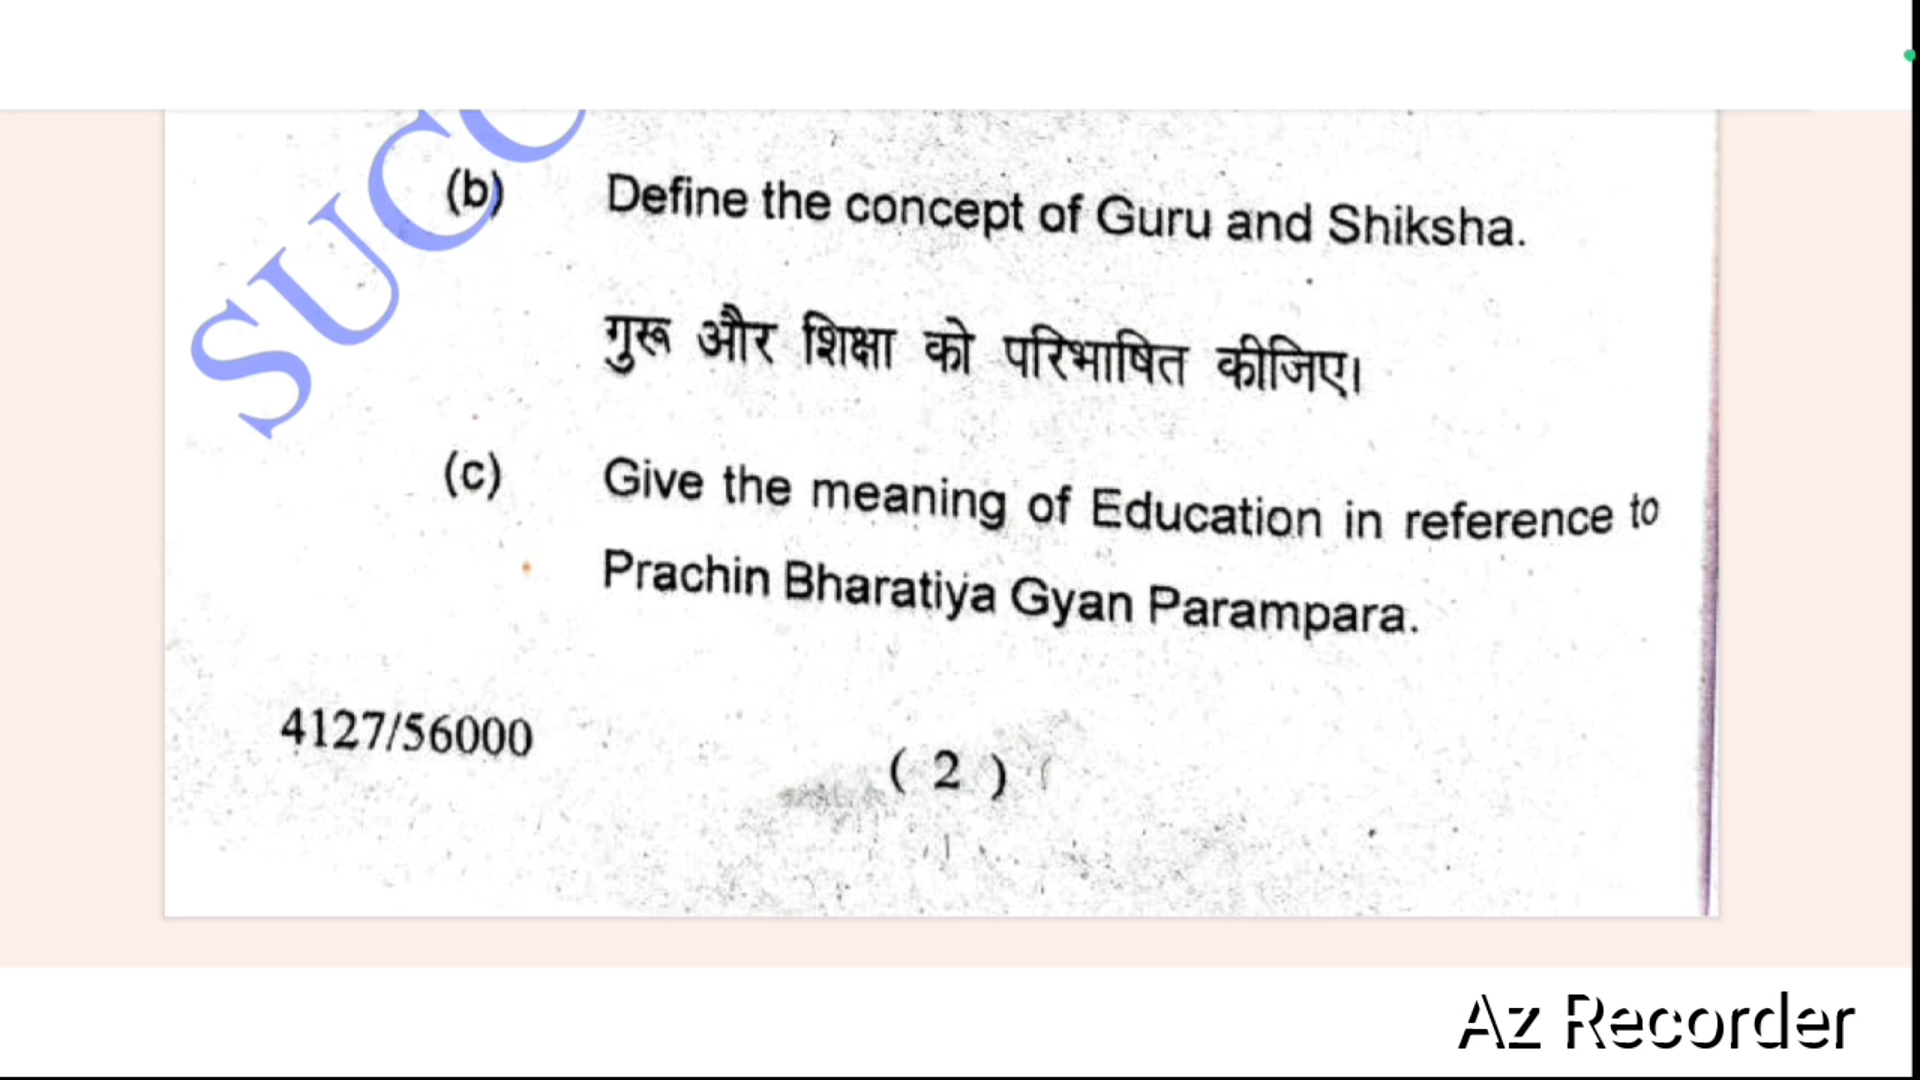 SUCC
(b) Define the concept of Guru and Shiksha.
गुरू और शिक्षा को परिभाषित कीजिए।
(c) Give the meaning of Education in reference to
Prachin Bharatiya Gyan Parampara.
4127/56000
( 2 )
Az Recorder